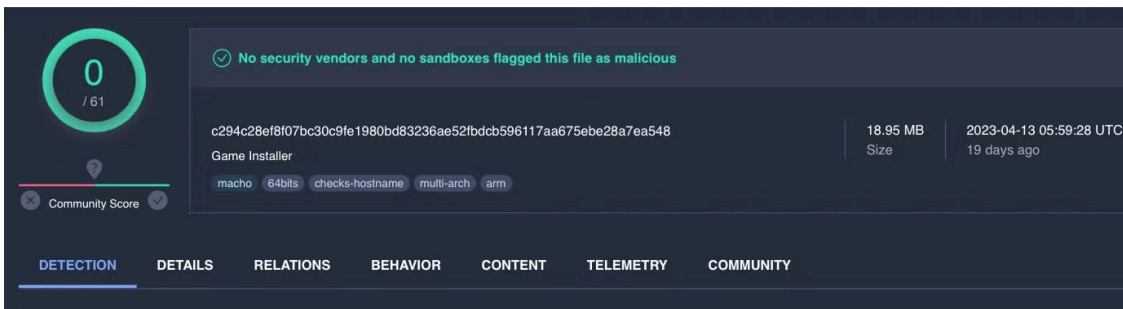 0
/ 61
Community Score
No security vendors and no sandboxes flagged this file as malicious
c294c28ef8f07bc30c9fe1980bd83236ae52fbdcb596117aa675ebe28a7ea548
Game Installer
macho 64bits checks-hostname multi-arch arm
18.95 MB
Size
2023-04-13 05:59:28 UTC
19 days ago
DETECTION DETAILS RELATIONS BEHAVIOR CONTENT TELEMETRY COMMUNITY